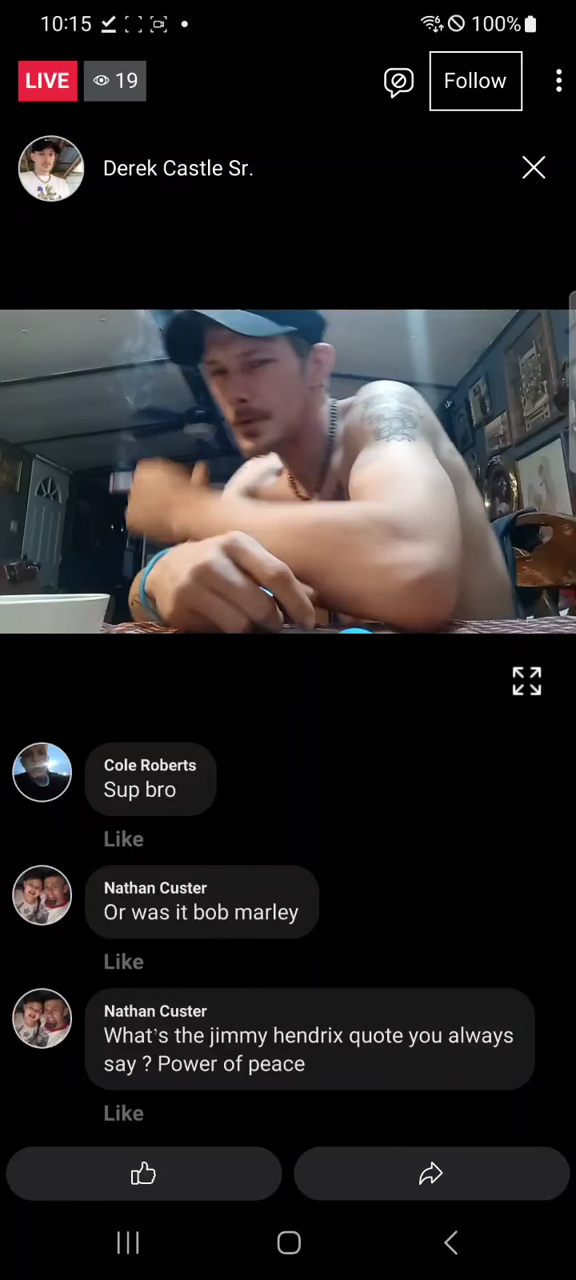 10:15
100%
LIVE
19
Follow
Derek Castle Sr.
Cole Roberts
Sup bro
Like
Nathan Custer
Or was it bob marley
Like
Nathan Custer
What's the jimmy hendrix quote you always
say ? Power of peace
Like